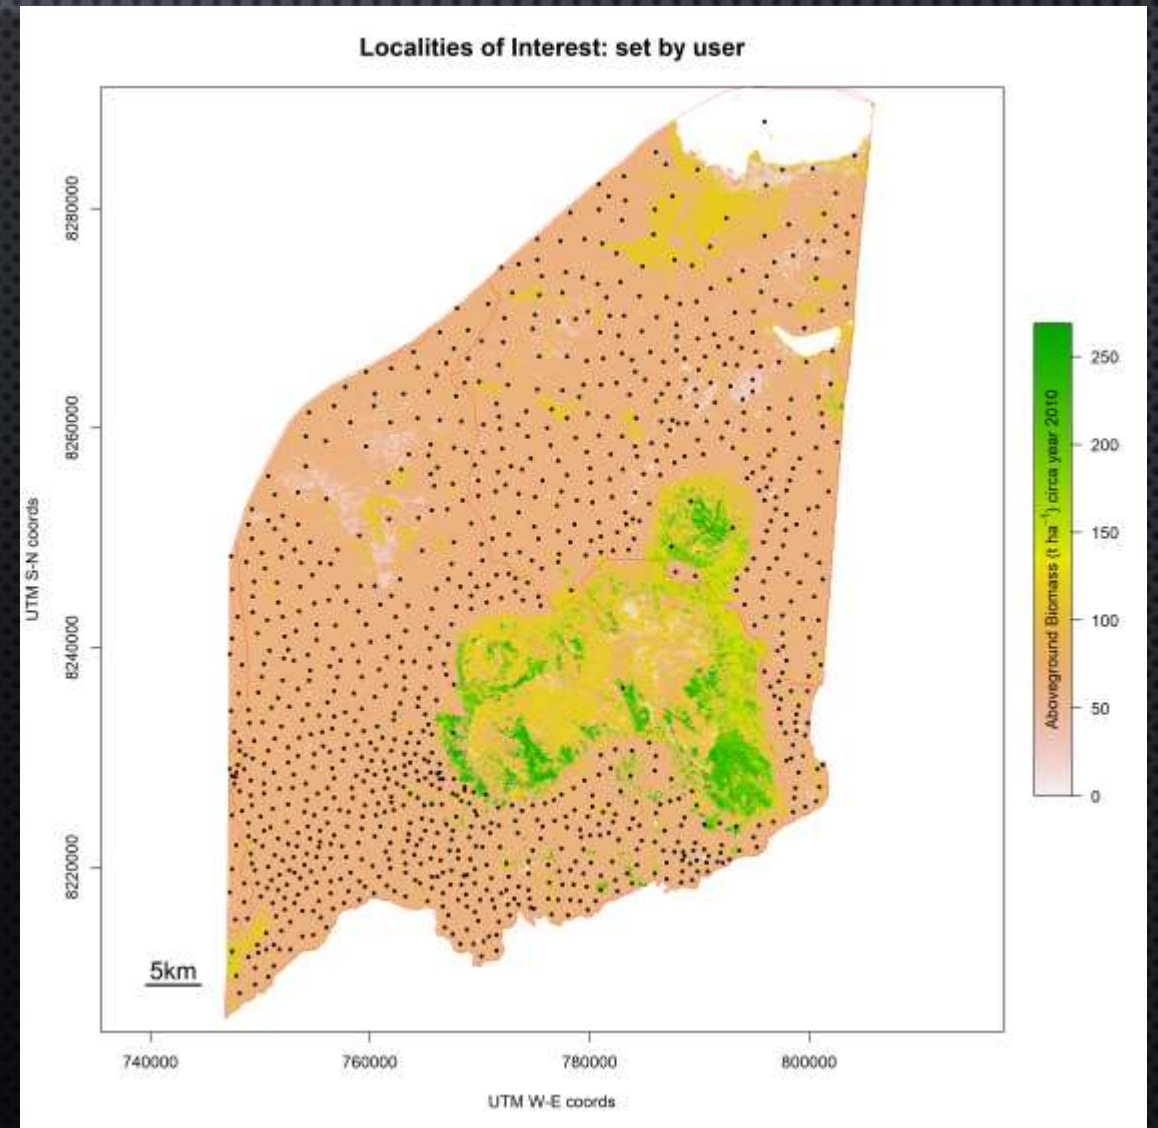 Localities of Interest: set by user
UTM S-N coords
8280000
8260000
8240000
8220000
5km
740000
760000
780000
800000
UTM W-E coords
Aboveground Biomass (t ha⁻¹) circa year 2010
250
200
150
100
50
0